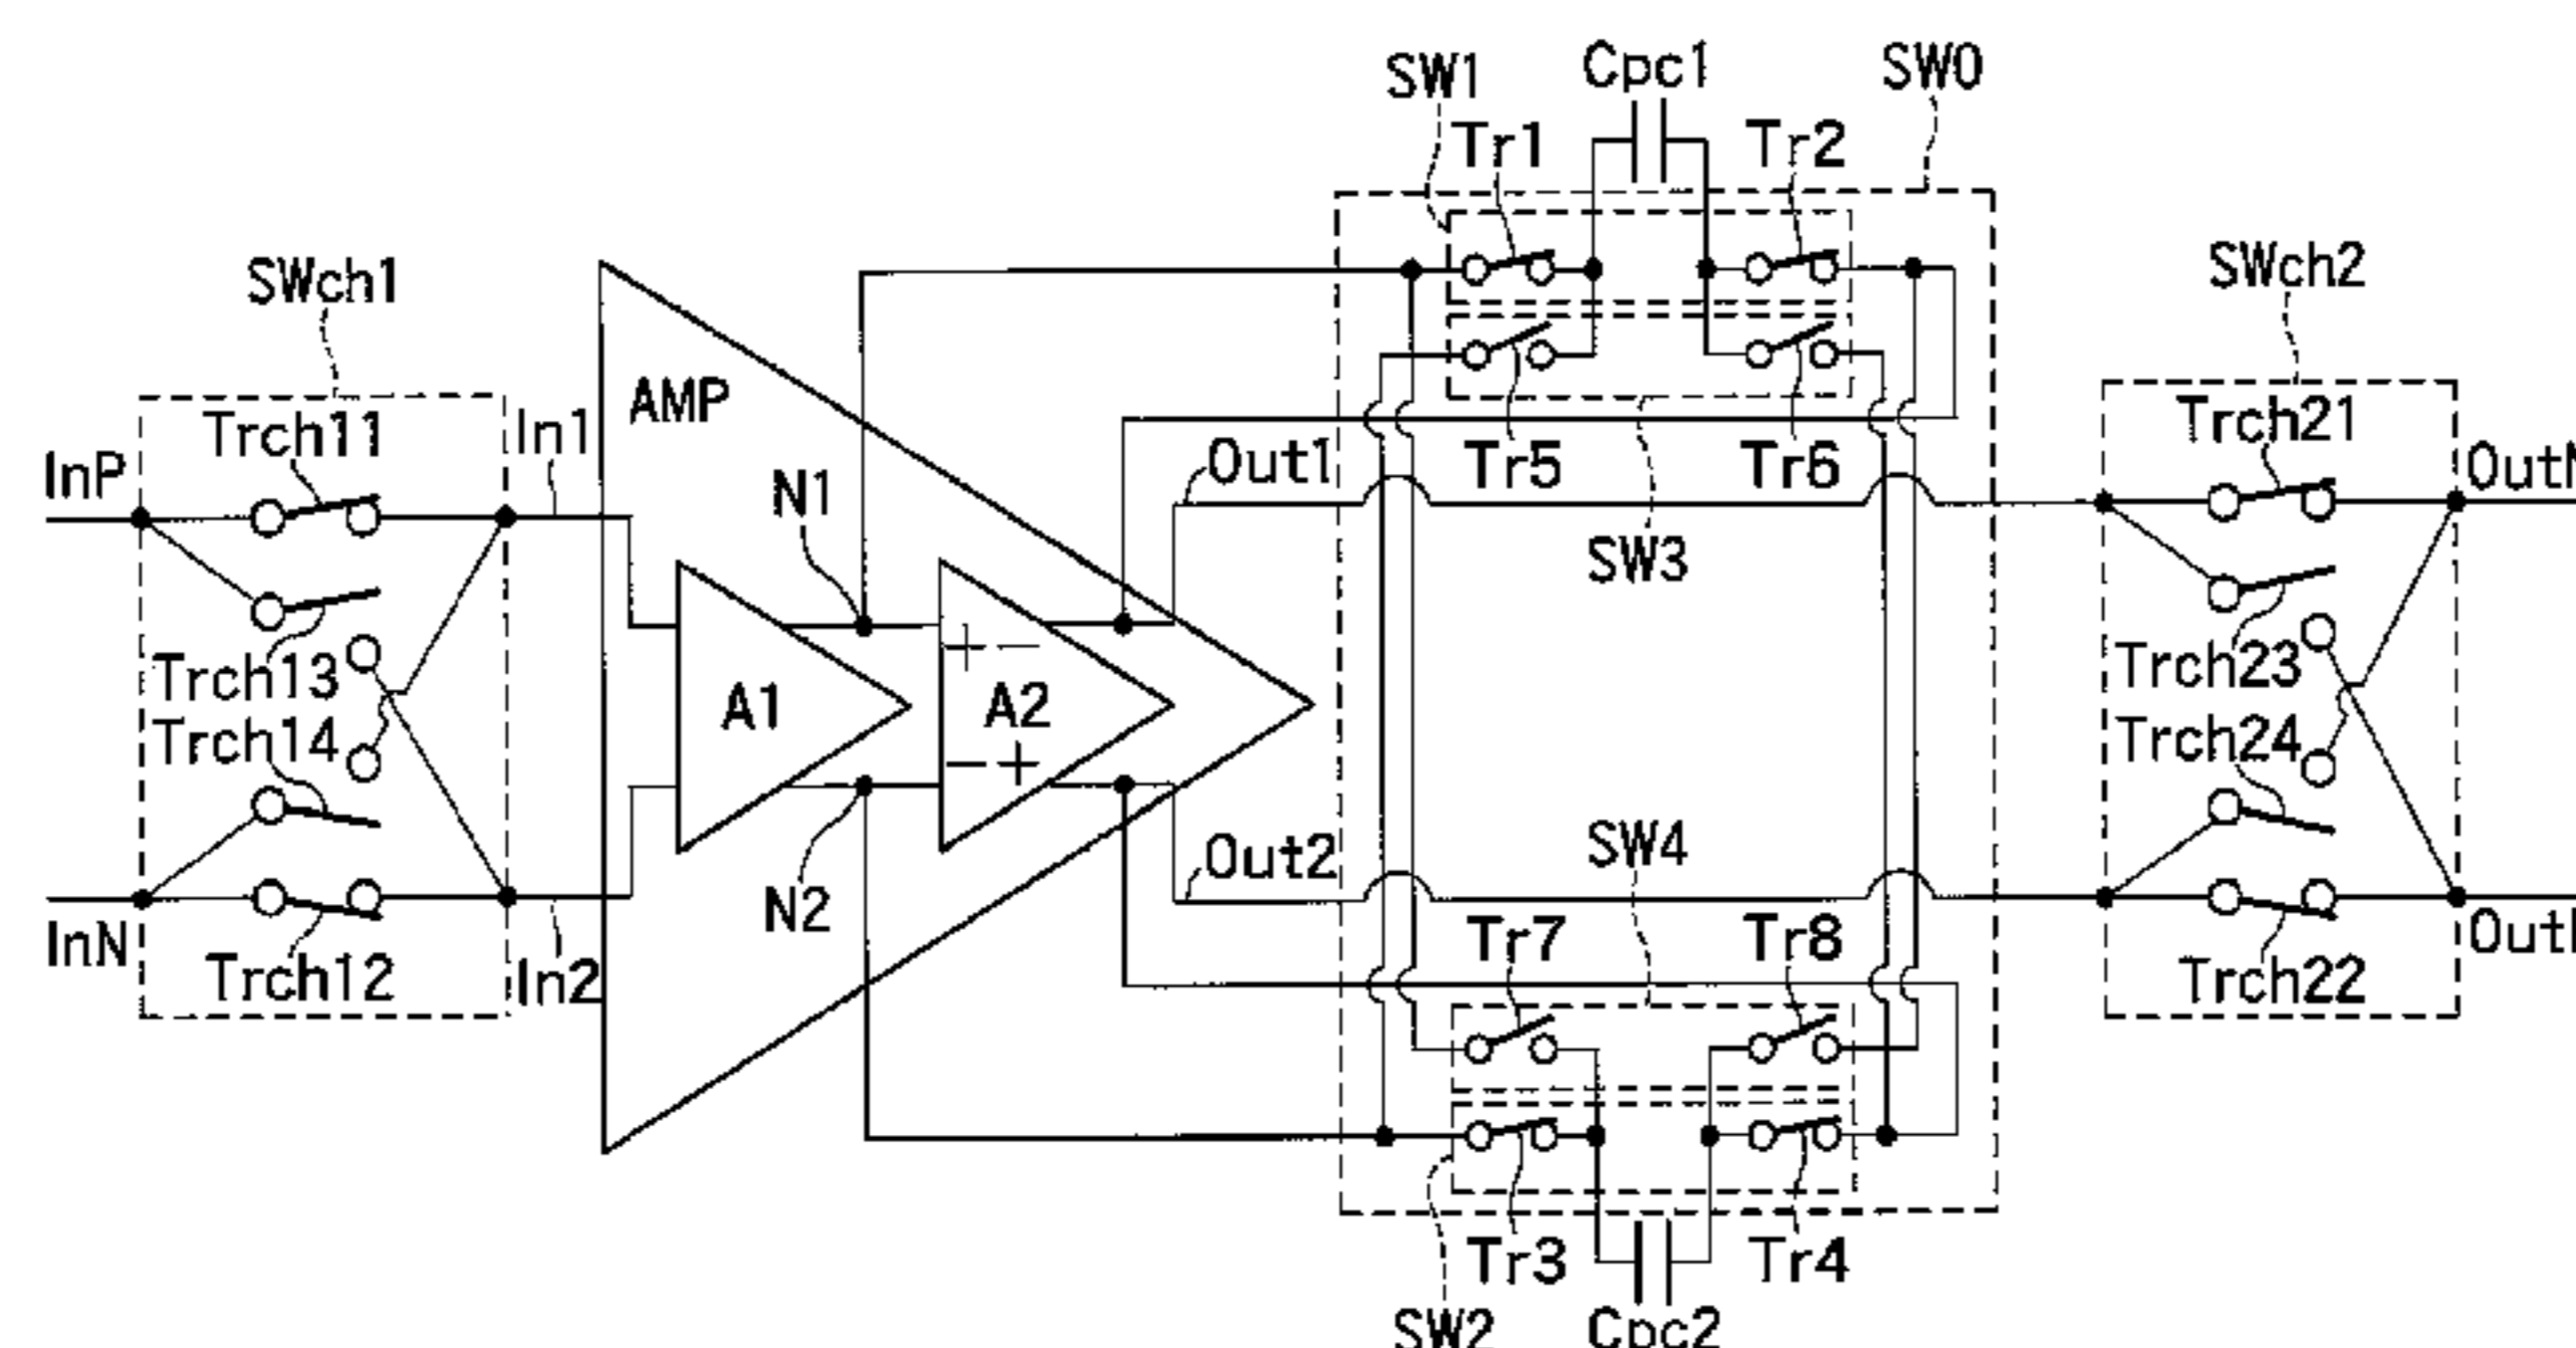 SW1
Cpc1
SW0
Tr1
Tr2
SWch1
SWch2
AMP
Trch11
In1
InP
Trch21
Out1
Tr5
Tr6
N1
SW3
Trch13
Trch23
+ −
A1
A2
Trch14
Trch24
− +
SW4
Out2
N2
Tr7
Tr8
InN
Trch12
In2
Trch22
Tr3
Tr4
SW2
Cpc2